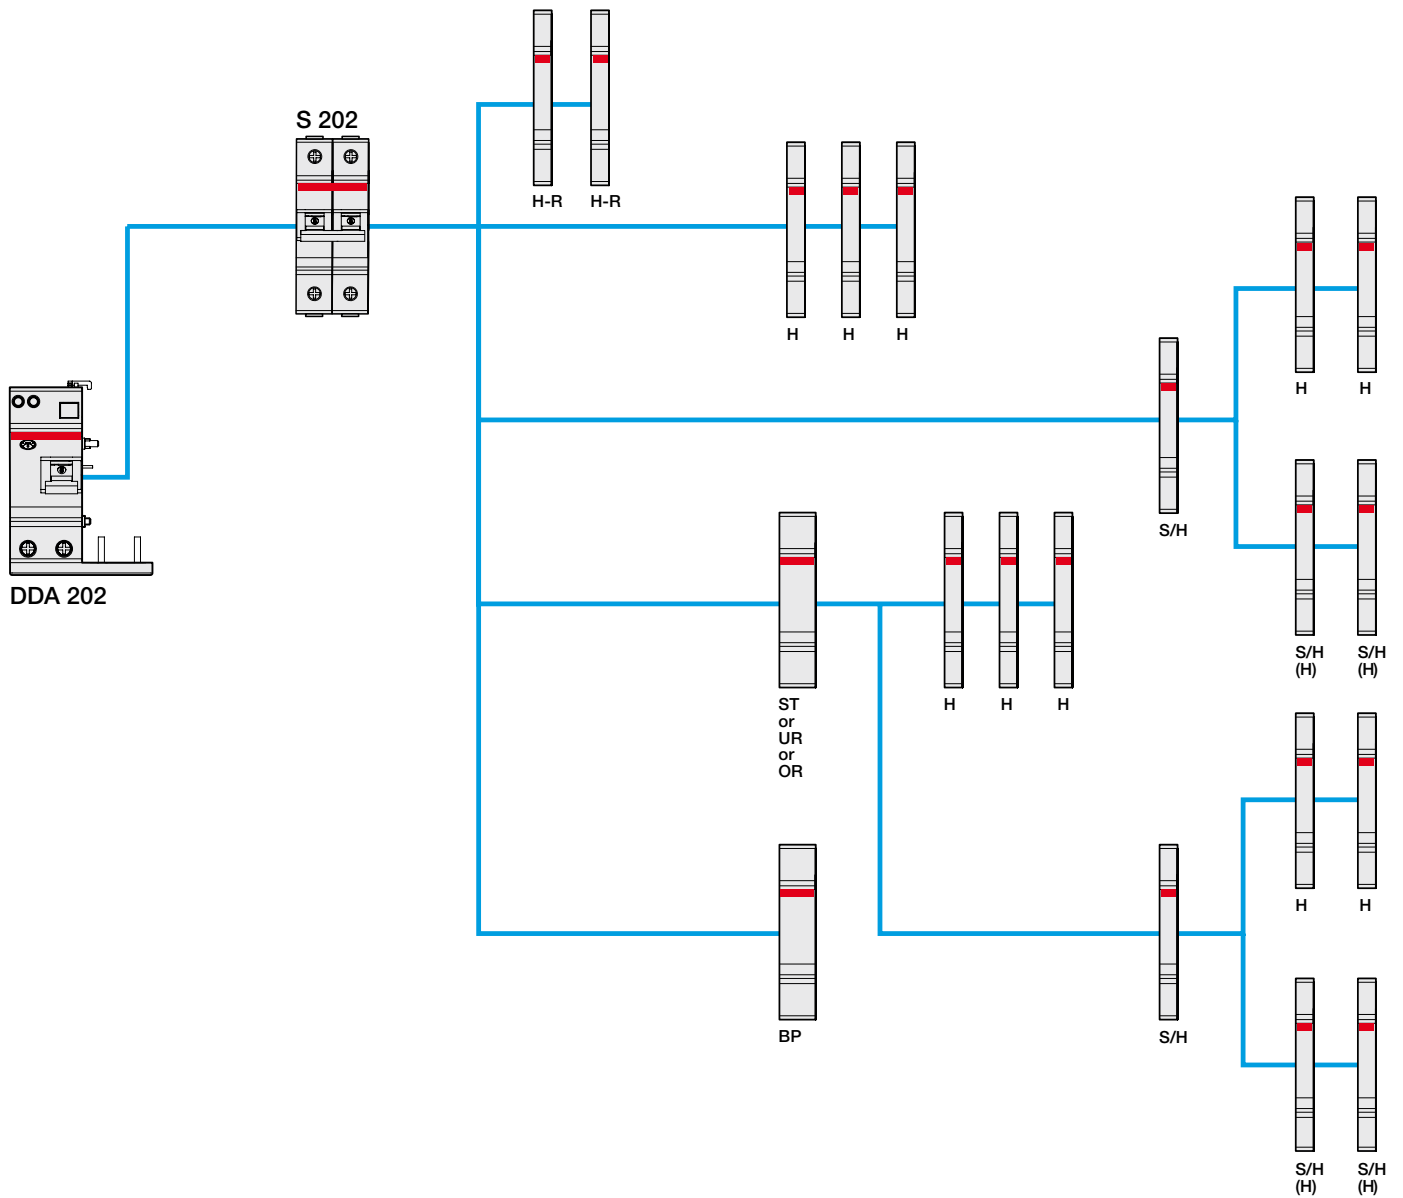 S 202
H-R H-R
H H H
H H
S/H
DDA 202
S/H S/H
(H) (H)
ST
or
UR
or
OR
H H H
H H
BP
S/H
S/H S/H
(H) (H)